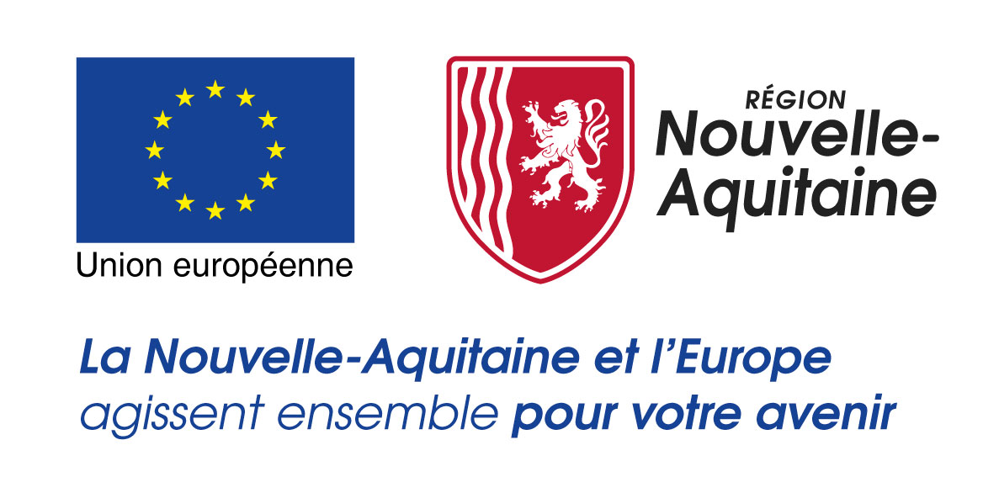 Union européenne
RÉGION
Nouvelle-
Aquitaine
La Nouvelle-Aquitaine et l’Europe
agissent ensemble pour votre avenir